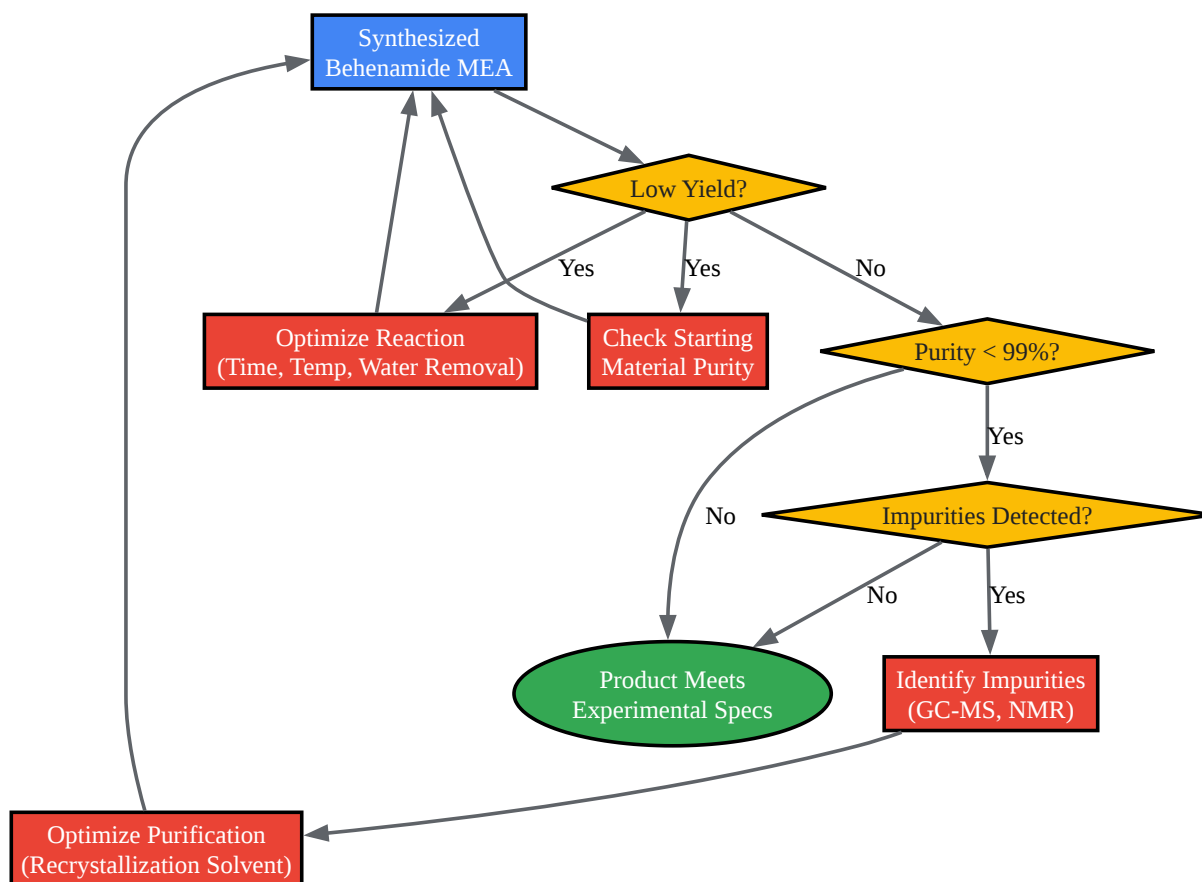 Synthesized
Behenamide MEA
Low Yield?
Yes
Yes
No
Optimize Reaction
(Time, Temp, Water Removal)
Check Starting
Material Purity
Purity < 99%?
Yes
No
Impurities Detected?
No
Yes
Product Meets
Experimental Specs
Identify Impurities
(GC-MS, NMR)
Optimize Purification
(Recrystallization Solvent)